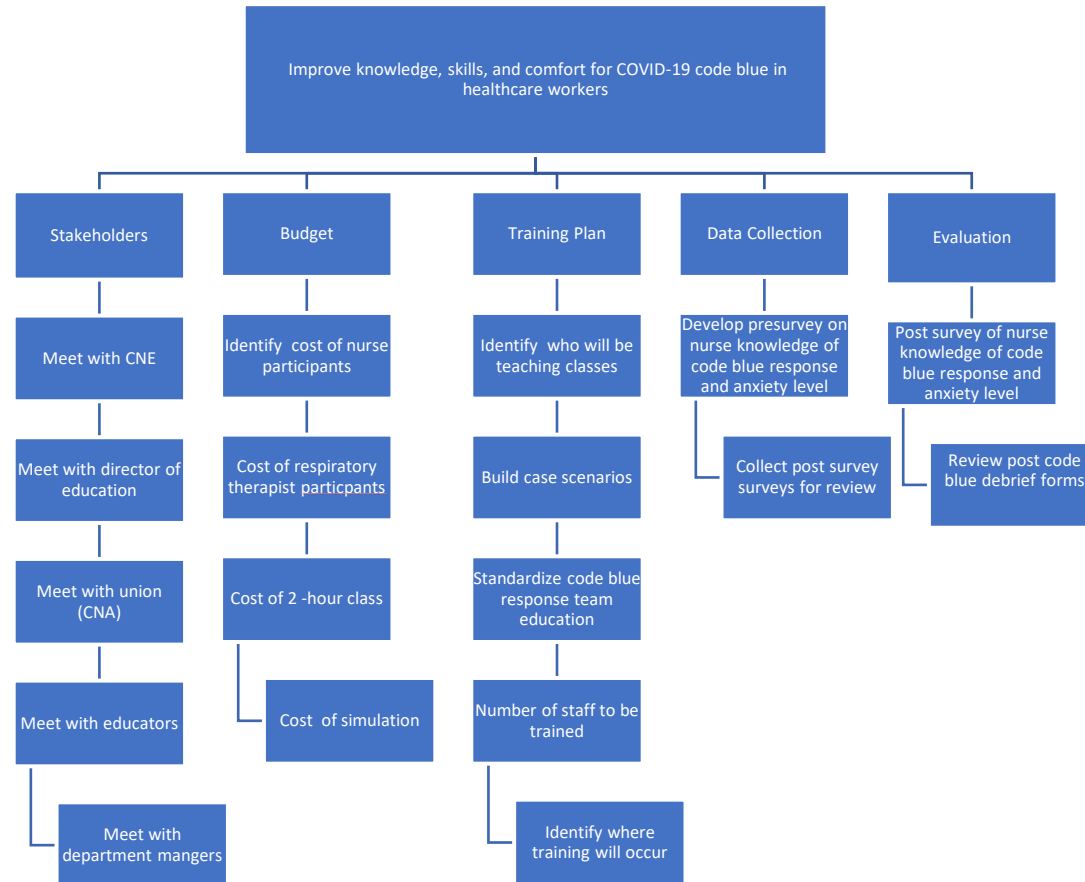 Improve knowledge, skills, and comfort for COVID-19 code blue in
healthcare workers
Stakeholders
Meet with CNE
Meet with director of
education
Meet with union
(CNA)
Meet with educators
Meet with
department mangers
Budget
Identify cost of nurse
participants
Cost of respiratory
therapist particpants
Cost of 2 -hour class
Cost of simulation
Training Plan
Identify who will be
teaching classes
Build case scenarios
Standardize code blue
response team
education
Number of staff to be
trained
Identify where
training will occur
Data Collection
Develop presurvey on
nurse knowledge of
code blue response
and anxiety level
Collect post survey
surveys for review
Evaluation
Post survey of nurse
knowledge of code
blue response and
anxiety level
Review post code
blue debrief forms